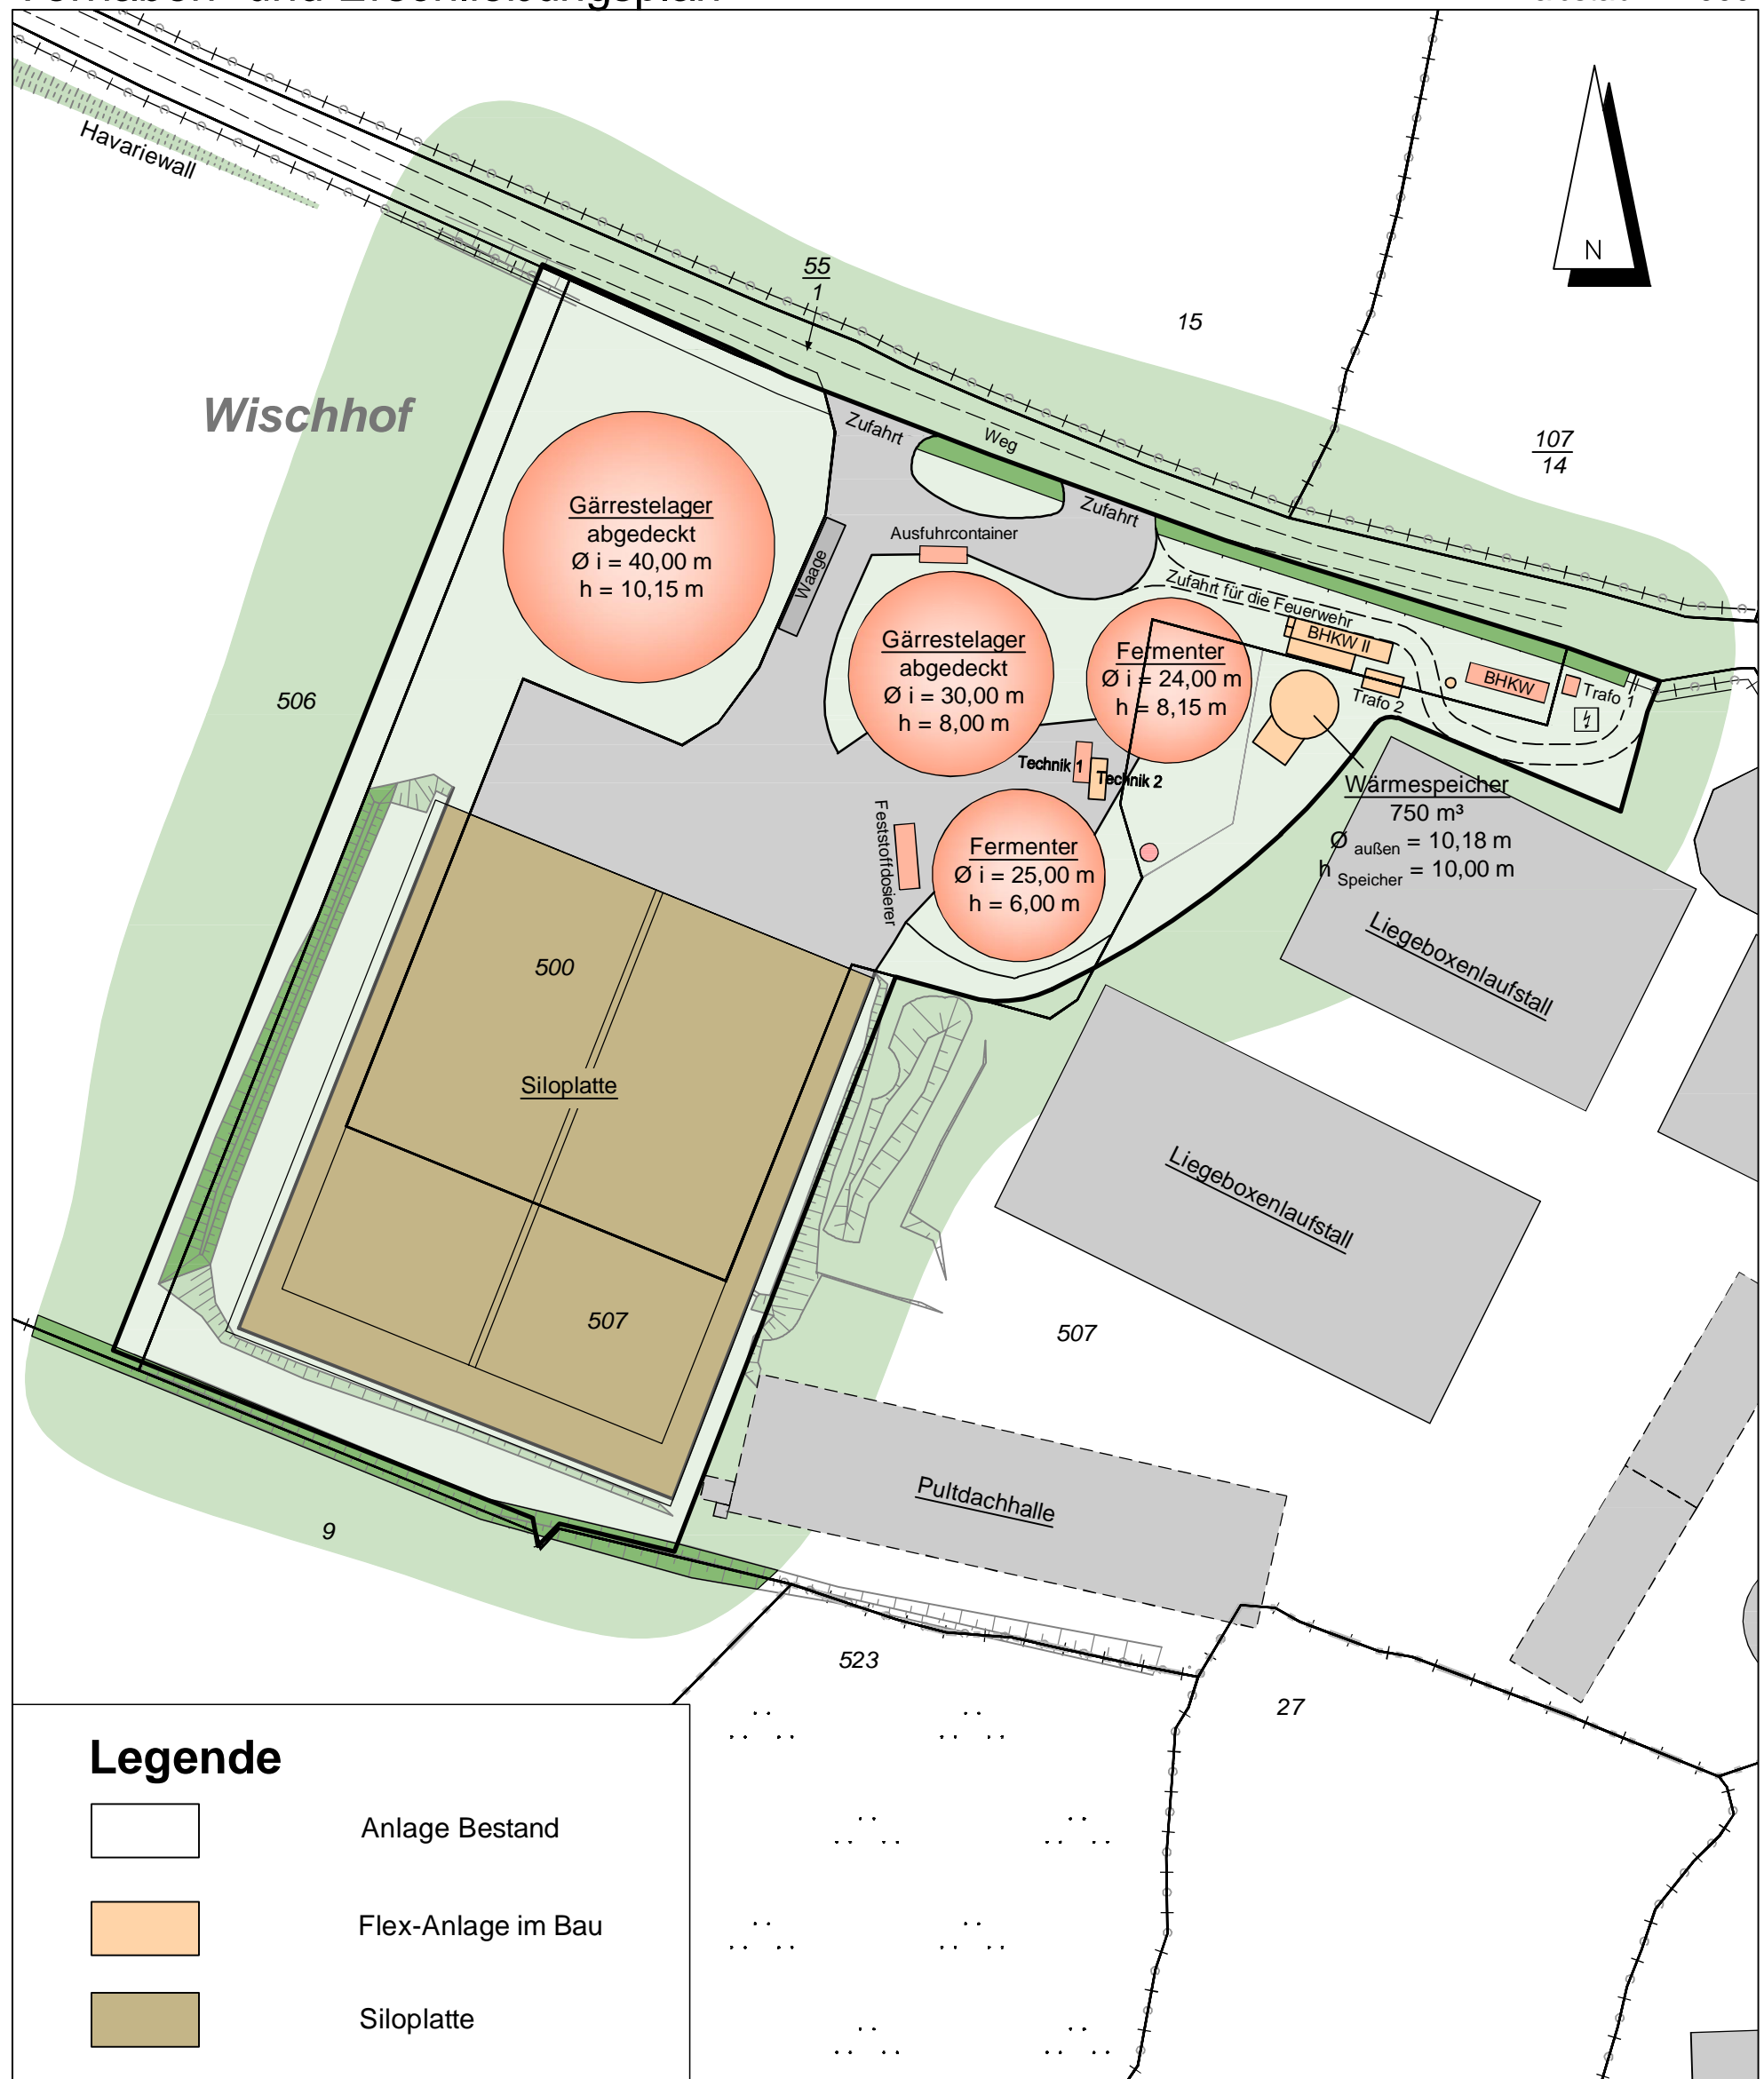 Vorhaben- und Erschließungsplan
Havariewall
55
1
15
N
Wischhof
107
14
Zufahrt
Weg
Zufahrt
Gärrestelager
abgedeckt
Ø i = 40,00 m
h = 10,15 m
Ausfuhrcontainer
Waage
Zufahrt für die Feuerwehr
BHKW II
Gärrestelager
abgedeckt
Ø i = 30,00 m
h = 8,00 m
Fermenter
Ø i = 24,00 m
h = 8,15 m
BHKW
Trafo 1
Trafo 2
506
Technik 1
Technik 2
Wärmespeicher
750 m³
Ø außen = 10,18 m
h Speicher = 10,00 m
Feststoffdosierer
Fermenter
Ø i = 25,00 m
h = 6,00 m
Liegeboxenlaufstall
500
Siloplatte
Liegeboxenlaufstall
507
507
Pultdachhalle
9
523
27
Legende
Anlage Bestand
Flex-Anlage im Bau
Siloplatte